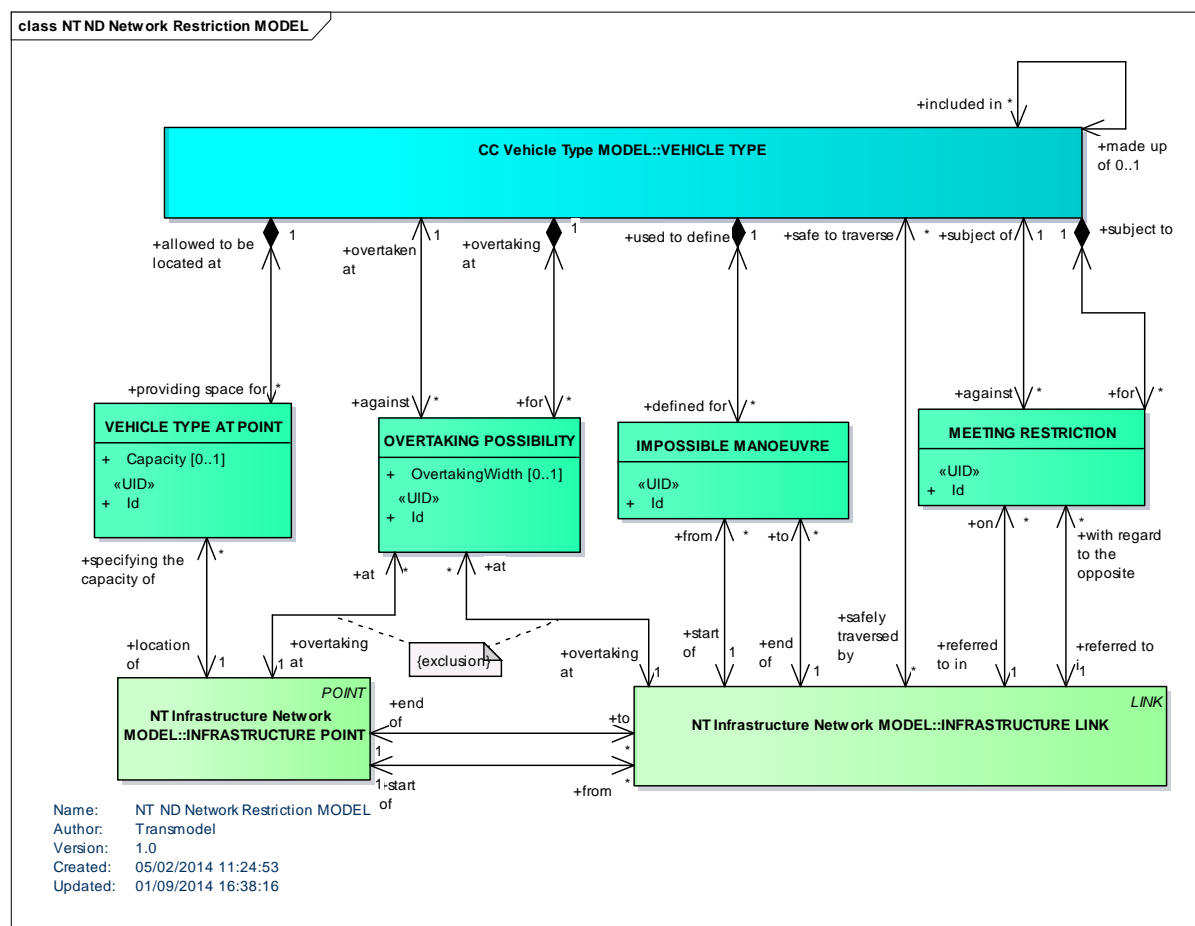 class NT ND Network Restriction MODEL
+included in *
+made up
of 0..1
CC Vehicle Type MODEL::VEHICLE TYPE
+allowed to be
located at
1
+overtaken
at
1
+overtaking
at
1
+used to define
1
+safe to traverse
*
+subject of
1
1
+subject to
+providing space for
*
+against
*
+for
*
+defined for
*
+against
*
+for
*
VEHICLE TYPE AT POINT
+ Capacity [0..1]
«UID»
+ Id
OVERTAKING POSSIBILITY
+ OvertakingWidth [0..1]
«UID»
+ Id
IMPOSSIBLE MANOEUVRE
«UID»
+ Id
MEETING RESTRICTION
«UID»
+ Id
+specifying the
capacity of
*
+at
*
*
+at
+from
*
+to
*
+on
*
*
+with regard
to the
opposite
+location
of
1
+overtaking
at
1
{exclusion}
+overtaking
at
1
+start
of
1
+end
of
1
+safely
traversed
by
*
+referred
to in
1
+referred to
i
1
POINT
NT Infrastructure Network
MODEL::INFRASTRUCTURE POINT
LINK
NT Infrastructure Network MODEL::INFRASTRUCTURE LINK
+end
of
1
+to
*
1
+start
of
+from
*
Name: NT ND Network Restriction MODEL
Author: Transmodel
Version: 1.0
Created: 05/02/2014 11:24:53
Updated: 01/09/2014 16:38:16